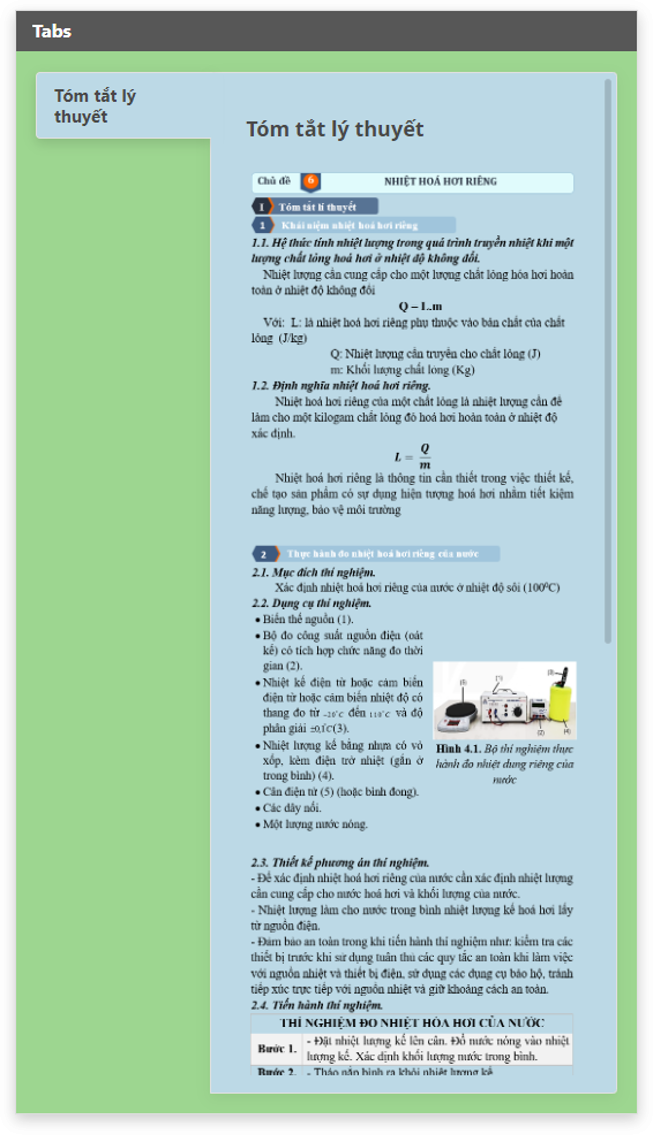 Tabs
Tóm tắt lý
thuyết
Tóm tắt lý thuyết
Chủ đề 6 NHIỆT HOÁ HƠI RIÊNG
I Tóm tắt lí thuyết
1 Khái niệm nhiệt hoá hơi riêng
1.1. Hệ thức tính nhiệt lượng trong quá trình truyền nhiệt khi một
lượng chất lỏng hoá hơi ở nhiệt độ không đổi.
Nhiệt lượng cần cung cấp cho một lượng chất lỏng hóa hơi hoàn
toàn ở nhiệt độ không đổi
Q = L.m
Với: L: là nhiệt hoá hơi riêng phụ thuộc vào bản chất của chất
lỏng (J/kg)
Q: Nhiệt lượng cần truyền cho chất lỏng (J)
m: Khối lượng chất lỏng (Kg)
1.2. Định nghĩa nhiệt hoá hơi riêng.
Nhiệt hoá hơi riêng của một chất lỏng là nhiệt lượng cần để
làm cho một kilogam chất lỏng đó hoá hơi hoàn toàn ở nhiệt độ
xác định.
L = Q/m
Nhiệt hoá hơi riêng là thông tin cần thiết trong việc thiết kế,
chế tạo sản phẩm có sự dụng hiện tượng hoá hơi nhằm tiết kiệm
năng lượng, bảo vệ môi trường
2 Thực hành đo nhiệt hoá hơi riêng của nước
2.1. Mục đích thí nghiệm.
Xác định nhiệt hoá hơi riêng của nước ở nhiệt độ sôi (100⁰C)
2.2. Dụng cụ thí nghiệm.
• Biến thế nguồn (1).
• Bộ đo công suất nguồn điện (oát
kế) có tích hợp chức năng đo thời
gian (2).
• Nhiệt kế điện tử hoặc cảm biến
điện tử hoặc cảm biến nhiệt độ có
thang đo từ -20°C đến 110°C và độ
phân giải ±0,1°C(3).
• Nhiệt lượng kế bằng nhựa có vỏ
xốp, kèm điện trở nhiệt (gắn ở
trong bình) (4).
• Cân điện tử (5) (hoặc bình đong).
• Các dây nối.
• Một lượng nước nóng.
(3)
(5)
(1)
(2)
(4)
Hình 4.1. Bộ thí nghiệm thực
hành đo nhiệt dung riêng của
nước
2.3. Thiết kế phương án thí nghiệm.
- Để xác định nhiệt hoá hơi riêng của nước cần xác định nhiệt lượng
cần cung cấp cho nước hoá hơi và khối lượng của nước.
- Nhiệt lượng làm cho nước trong bình nhiệt lượng kế hoá hơi lấy
từ nguồn điện.
- Đảm bảo an toàn trong khi tiến hành thí nghiệm như: kiểm tra các
thiết bị trước khi sử dụng tuân thủ các quy tắc an toàn khi làm việc
với nguồn nhiệt và thiết bị điện, sử dụng các dụng cụ bảo hộ, tránh
tiếp xúc trực tiếp với nguồn nhiệt và giữ khoảng cách an toàn.
2.4. Tiến hành thí nghiệm.
THÍ NGHIỆM ĐO NHIỆT HÓA HƠI CỦA NƯỚC
Bước 1. - Đặt nhiệt lượng kế lên cân. Đổ nước nóng vào nhiệt
lượng kế. Xác định khối lượng nước trong bình.
Bước 2. - Tháo nắp bình ra khỏi nhiệt lượng kế